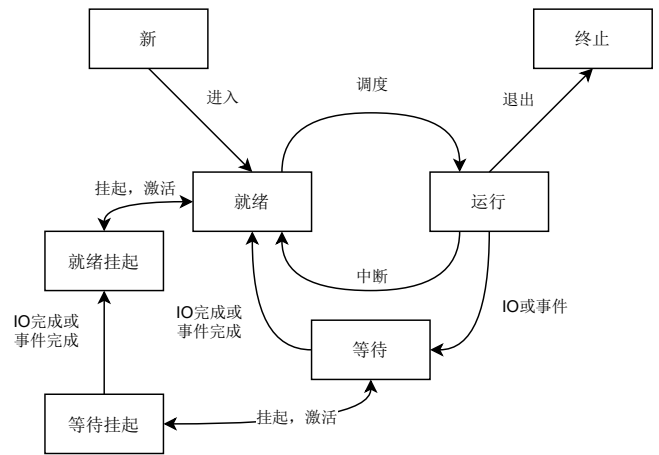 新
终止
进入
调度
退出
挂起，激活
就绪
运行
就绪挂起
中断
IO完成或
事件完成
IO完成或
事件完成
IO或事件
等待
等待挂起
挂起，激活